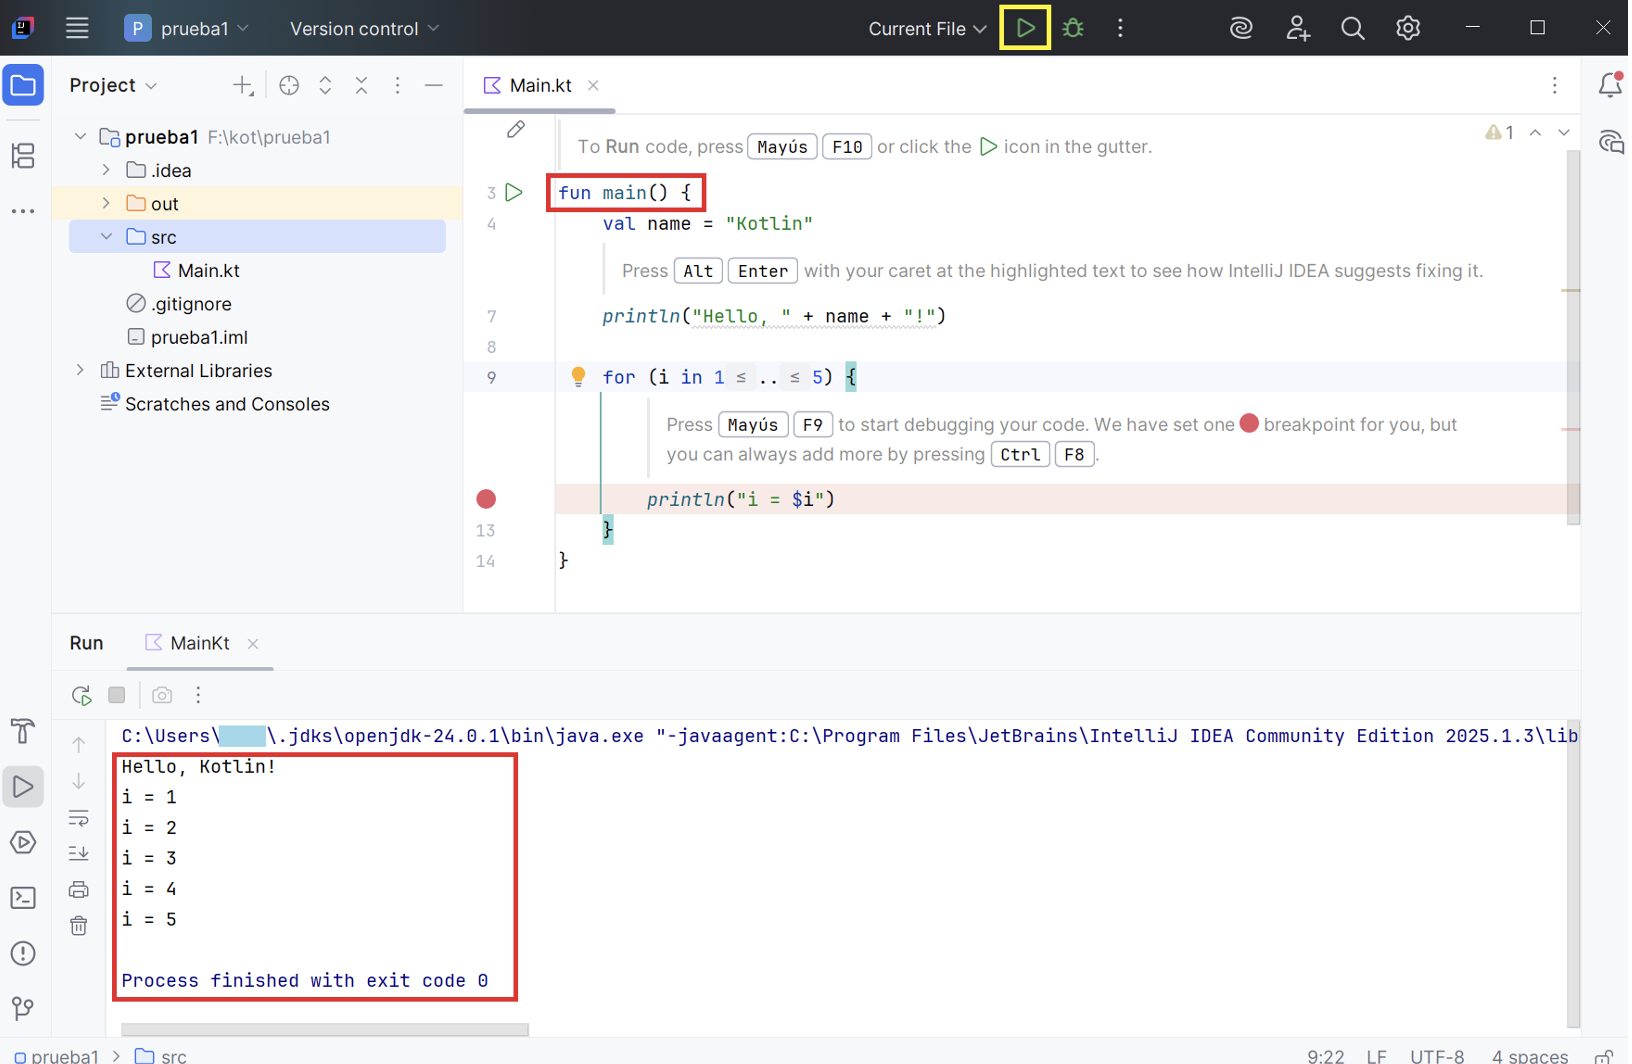 P prueba1 Version control Current File
Project
Main.kt
prueba1 F:\kot\prueba1
.idea
out
src
Main.kt
.gitignore
prueba1.iml
External Libraries
Scratches and Consoles
To Run code, press Mayús F10 or click the icon in the gutter.
1
3 fun main() {
4 val name = "Kotlin"
Press Alt Enter with your caret at the highlighted text to see how IntelliJ IDEA suggests fixing it.
7 println("Hello, " + name + "!")
8
9 for (i in 1 ≤ .. ≤ 5) {
Press Mayús F9 to start debugging your code. We have set one breakpoint for you, but
you can always add more by pressing Ctrl F8.
println("i = $i")
13 }
14 }
Run MainKt
C:\Users\ \.jdks\openjdk-24.0.1\bin\java.exe "-javaagent:C:\Program Files\JetBrains\IntelliJ IDEA Community Edition 2025.1.3\lib
Hello, Kotlin!
i = 1
i = 2
i = 3
i = 4
i = 5
Process finished with exit code 0
prueba1 > src 9:22 LF UTF-8 4 spaces